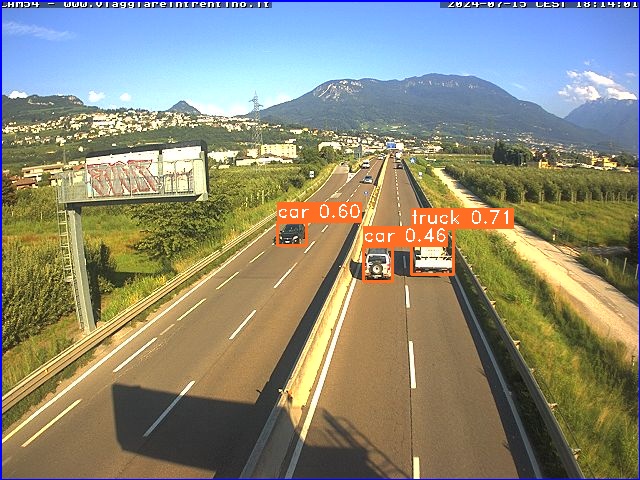 CAM54 - www.viaggiareintrentino.it
2024-07-15 CEST 18:14:01
car 0.60
truck 0.71
car 0.46